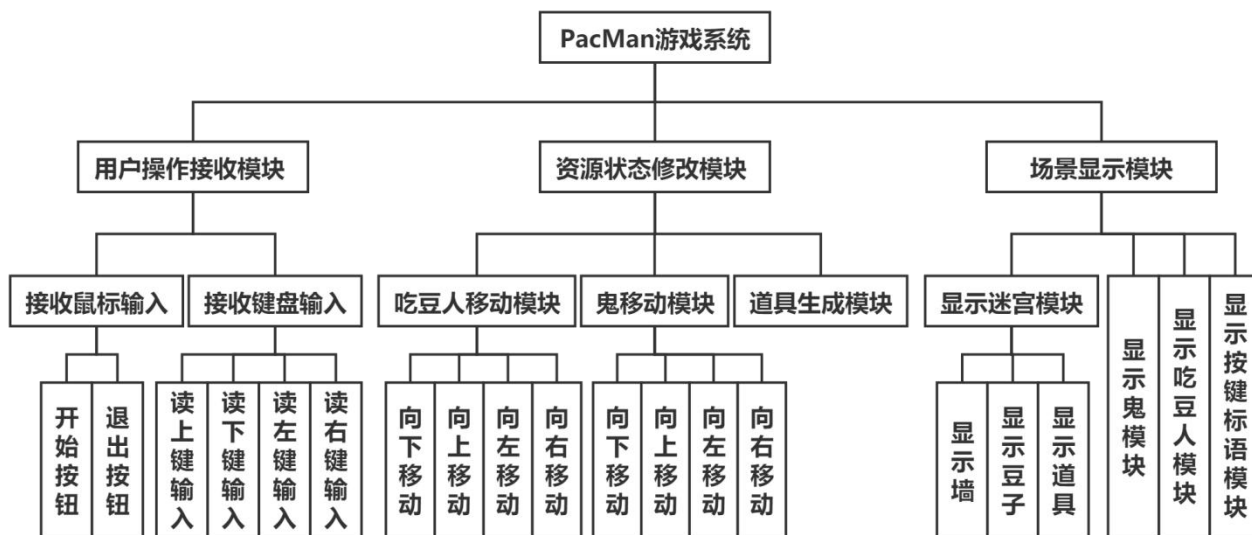 PacMan游戏系统
用户操作接收模块
资源状态修改模块
场景显示模块
接收鼠标输入
接收键盘输入
吃豆人移动模块
鬼移动模块
道具生成模块
显示迷宫模块
显示鬼模块
显示吃豆人模块
显示按键标语模块
开始按钮
退出按钮
读上键输入
读下键输入
读左键输入
读右键输入
向下移动
向上移动
向左移动
向右移动
向下移动
向上移动
向左移动
向右移动
显示墙
显示豆子
显示道具